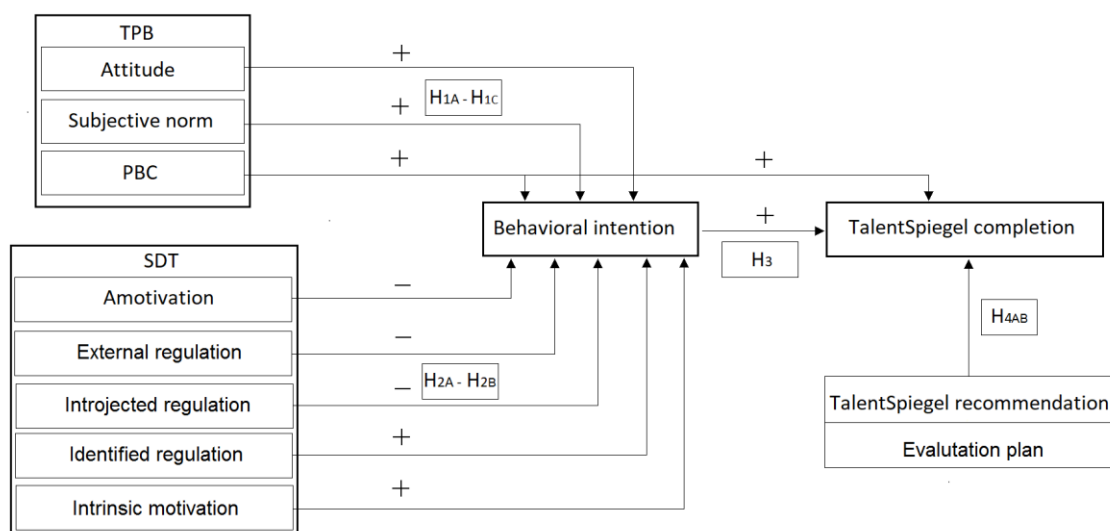 TPB
Attitude
Subjective norm
PBC
+
+
+
H1A - H1C
+
Behavioral intention
+
H3
TalentSpiegel completion
SDT
Amotivation
External regulation
Introjected regulation
Identified regulation
Intrinsic motivation
–
–
–
+
+
H2A - H2B
H4AB
TalentSpiegel recommendation
Evalutation plan